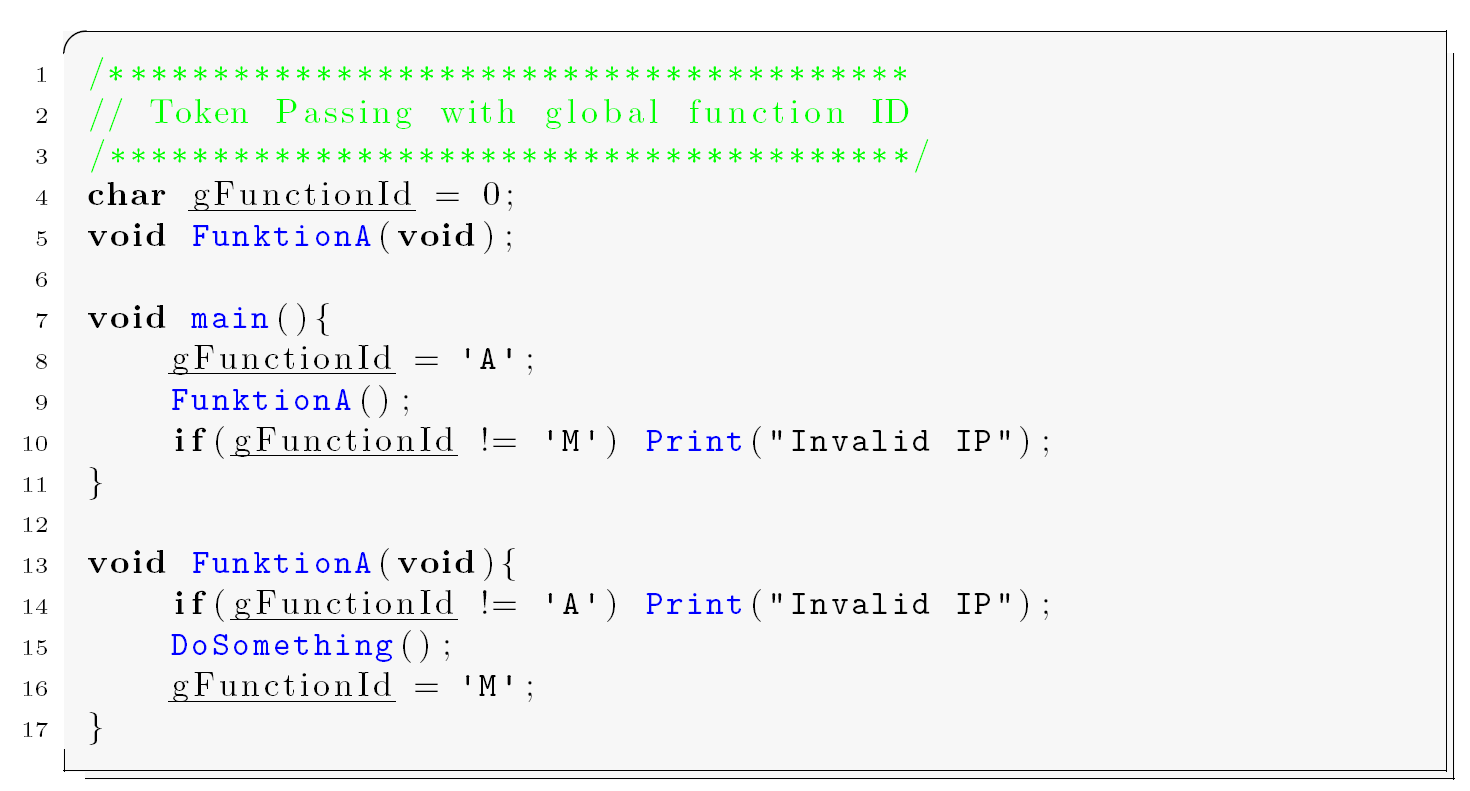 1 /***************************************
2 // Token Passing with global function ID
3 /***************************************/
4 char gFunctionId = 0;
5 void FunktionA(void);
6
7 void main(){
8 gFunctionId = 'A';
9 FunktionA();
10 if(gFunctionId != 'M') Print("Invalid IP");
11 }
12
13 void FunktionA(void){
14 if(gFunctionId != 'A') Print("Invalid IP");
15 DoSomething();
16 gFunctionId = 'M';
17 }